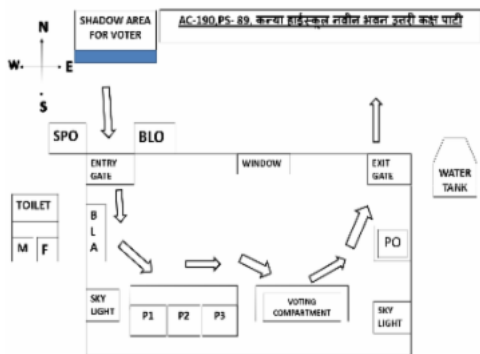 N
SHADOW AREA
FOR VOTER
AC-190,PS- 89, कन्या हाईस्कूल नवीन भवन उत्तरी कक्ष पाटी
W
E
S
SPO
BLO
ENTRY
GATE
WINDOW
EXIT
GATE
WATER
TANK
TOILET
M
F
B
L
A
PO
SKY
LIGHT
P1
P2
P3
VOTING
COMPARTMENT
SKY
LIGHT